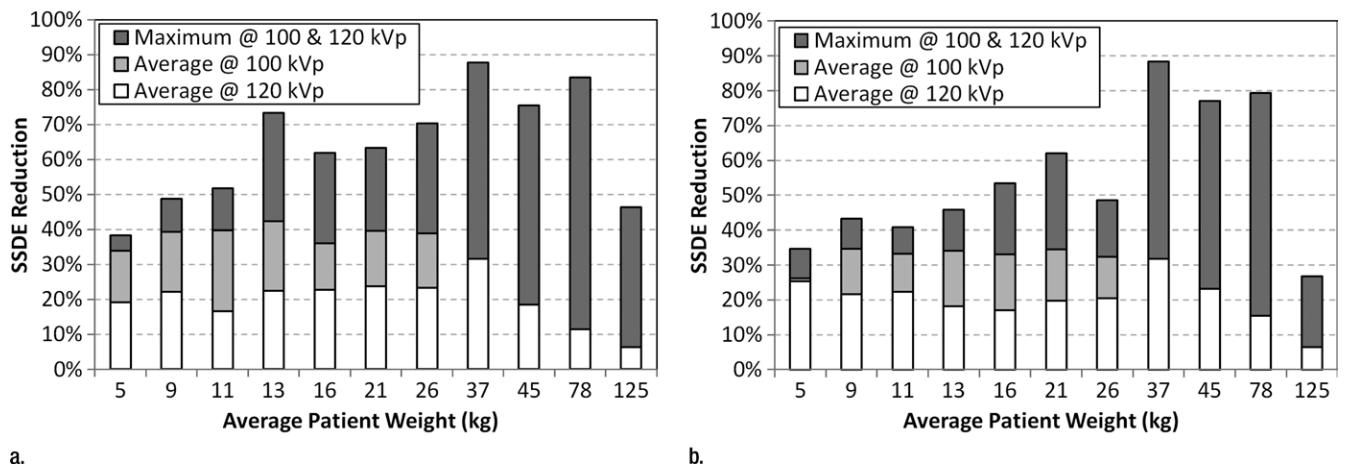 100%
90%
80%
70%
60%
50%
40%
30%
20%
10%
0%
SSDE Reduction
Maximum @ 100 & 120 kVp
Average @ 100 kVp
Average @ 120 kVp
5 9 11 13 16 21 26 37 45 78 125
Average Patient Weight (kg)
a.
100%
90%
80%
70%
60%
50%
40%
30%
20%
10%
0%
SSDE Reduction
Maximum @ 100 & 120 kVp
Average @ 100 kVp
Average @ 120 kVp
5 9 11 13 16 21 26 37 45 78 125
Average Patient Weight (kg)
b.